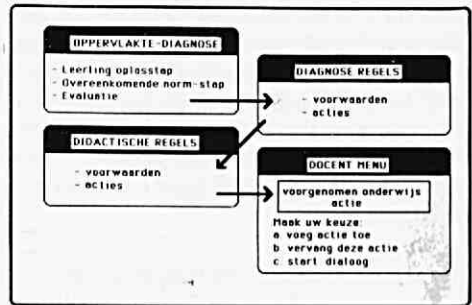 OPPERVLAKTE-DIAGNOSE
- Leerling oplosstap
- Overeenkomende norm-stap
- Evaluatie
DIAGNOSE REGELS
- voorwaarden
- acties
DIDACTISCHE REGELS
- voorwaarden
- acties
DOCENT MENU
voorgenomen onderwijs
actie
Maak uw keuze:
a. voeg actie toe
b. vervang deze actie
c. start dialoog